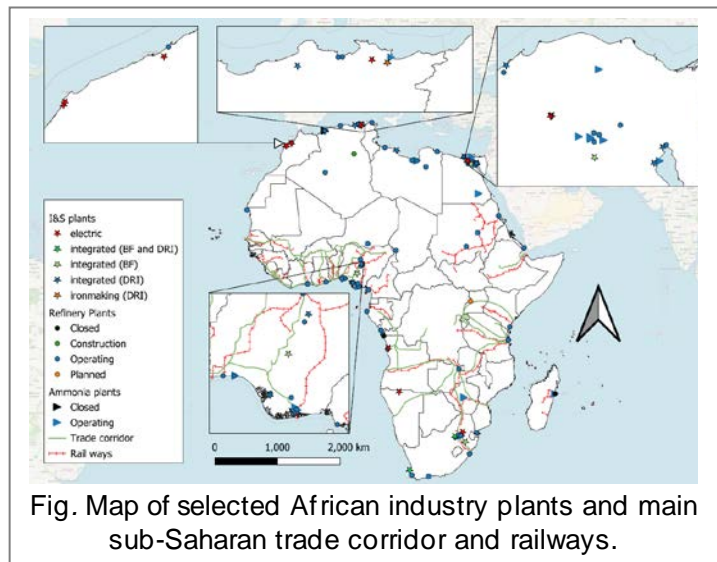 I&S plants
electric
integrated (BF and DRI)
integrated (BF)
integrated (DRI)
ironmaking (DRI)
Refinery Plants
Closed
Construction
Operating
Planned
Ammonia plants
Closed
Operating
Trade corridor
Rail ways
0 1,000 2,000 km
Fig. Map of selected African industry plants and main
sub-Saharan trade corridor and railways.